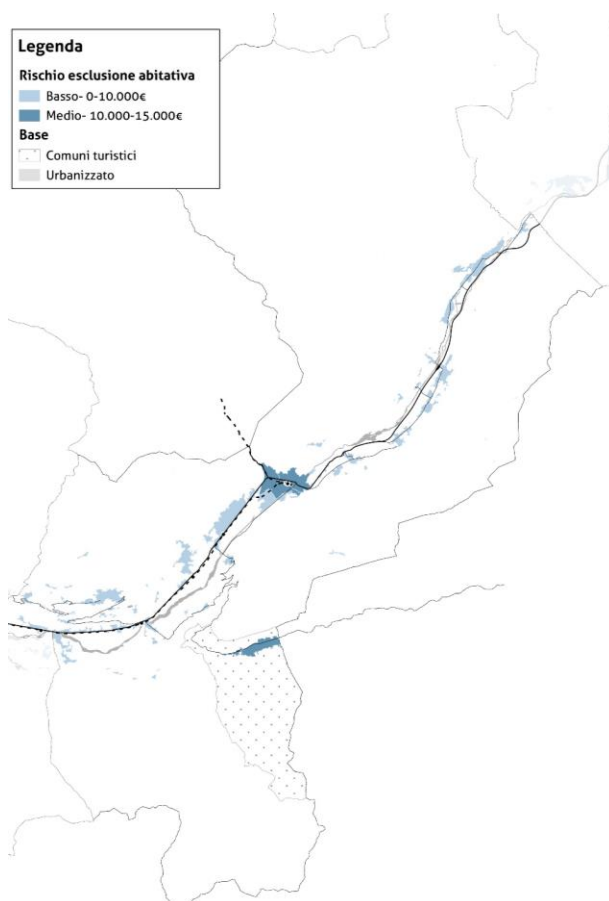 Legenda
Rischio esclusione abitativa
Basso- 0-10.000€
Medio- 10.000-15.000€
Base
Comuni turistici
Urbanizzato